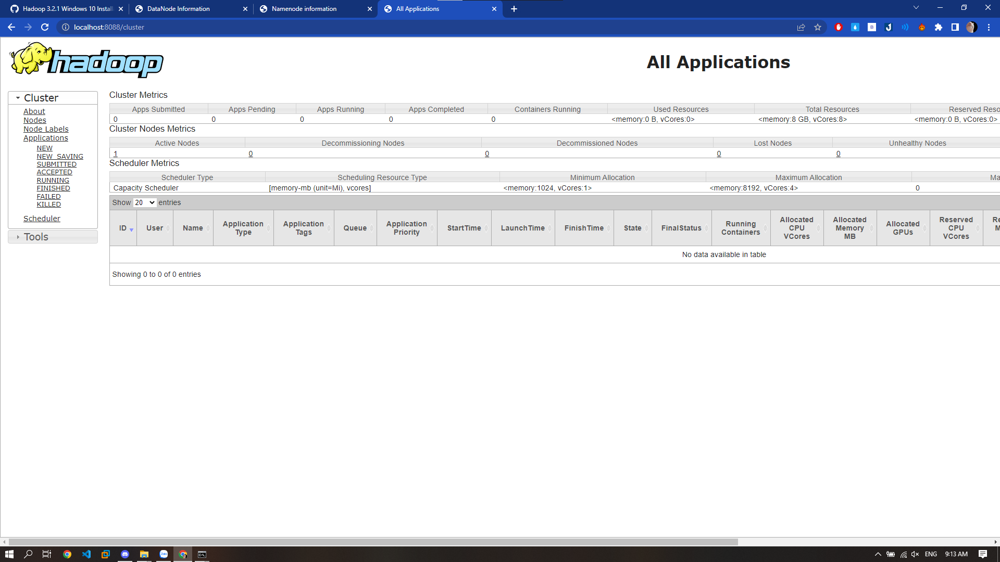 Hadoop 3.2.1 Windows 10 Install
DataNode Information
Namenode information
All Applications
localhost:8088/cluster
hadoop
All Applications
Cluster
About
Nodes
Node Labels
Applications
NEW
NEW_SAVING
SUBMITTED
ACCEPTED
RUNNING
FINISHED
FAILED
KILLED
Scheduler
Tools
Cluster Metrics
Apps Submitted Apps Pending Apps Running Apps Completed Containers Running Used Resources Total Resources Reserved Reso
0 0 0 0 0 <memory:0 B, vCores:0> <memory:8 GB, vCores:8> <memory:0 B, vCores:0>
Cluster Nodes Metrics
Active Nodes Decommissioning Nodes Decommissioned Nodes Lost Nodes Unhealthy Nodes
1 0 0 0 0
Scheduler Metrics
Scheduler Type Scheduling Resource Type Minimum Allocation Maximum Allocation Ma
Capacity Scheduler [memory-mb (unit=Mi), vcores] <memory:1024, vCores:1> <memory:8192, vCores:4> 0
Show 20 entries
ID User Name Application Type Application Tags Queue Application Priority StartTime LaunchTime FinishTime State FinalStatus Running Containers Allocated CPU VCores Allocated Memory MB Allocated GPUs Reserved CPU VCores Re M
No data available in table
Showing 0 to 0 of 0 entries
Zalo
ENG
9:13 AM